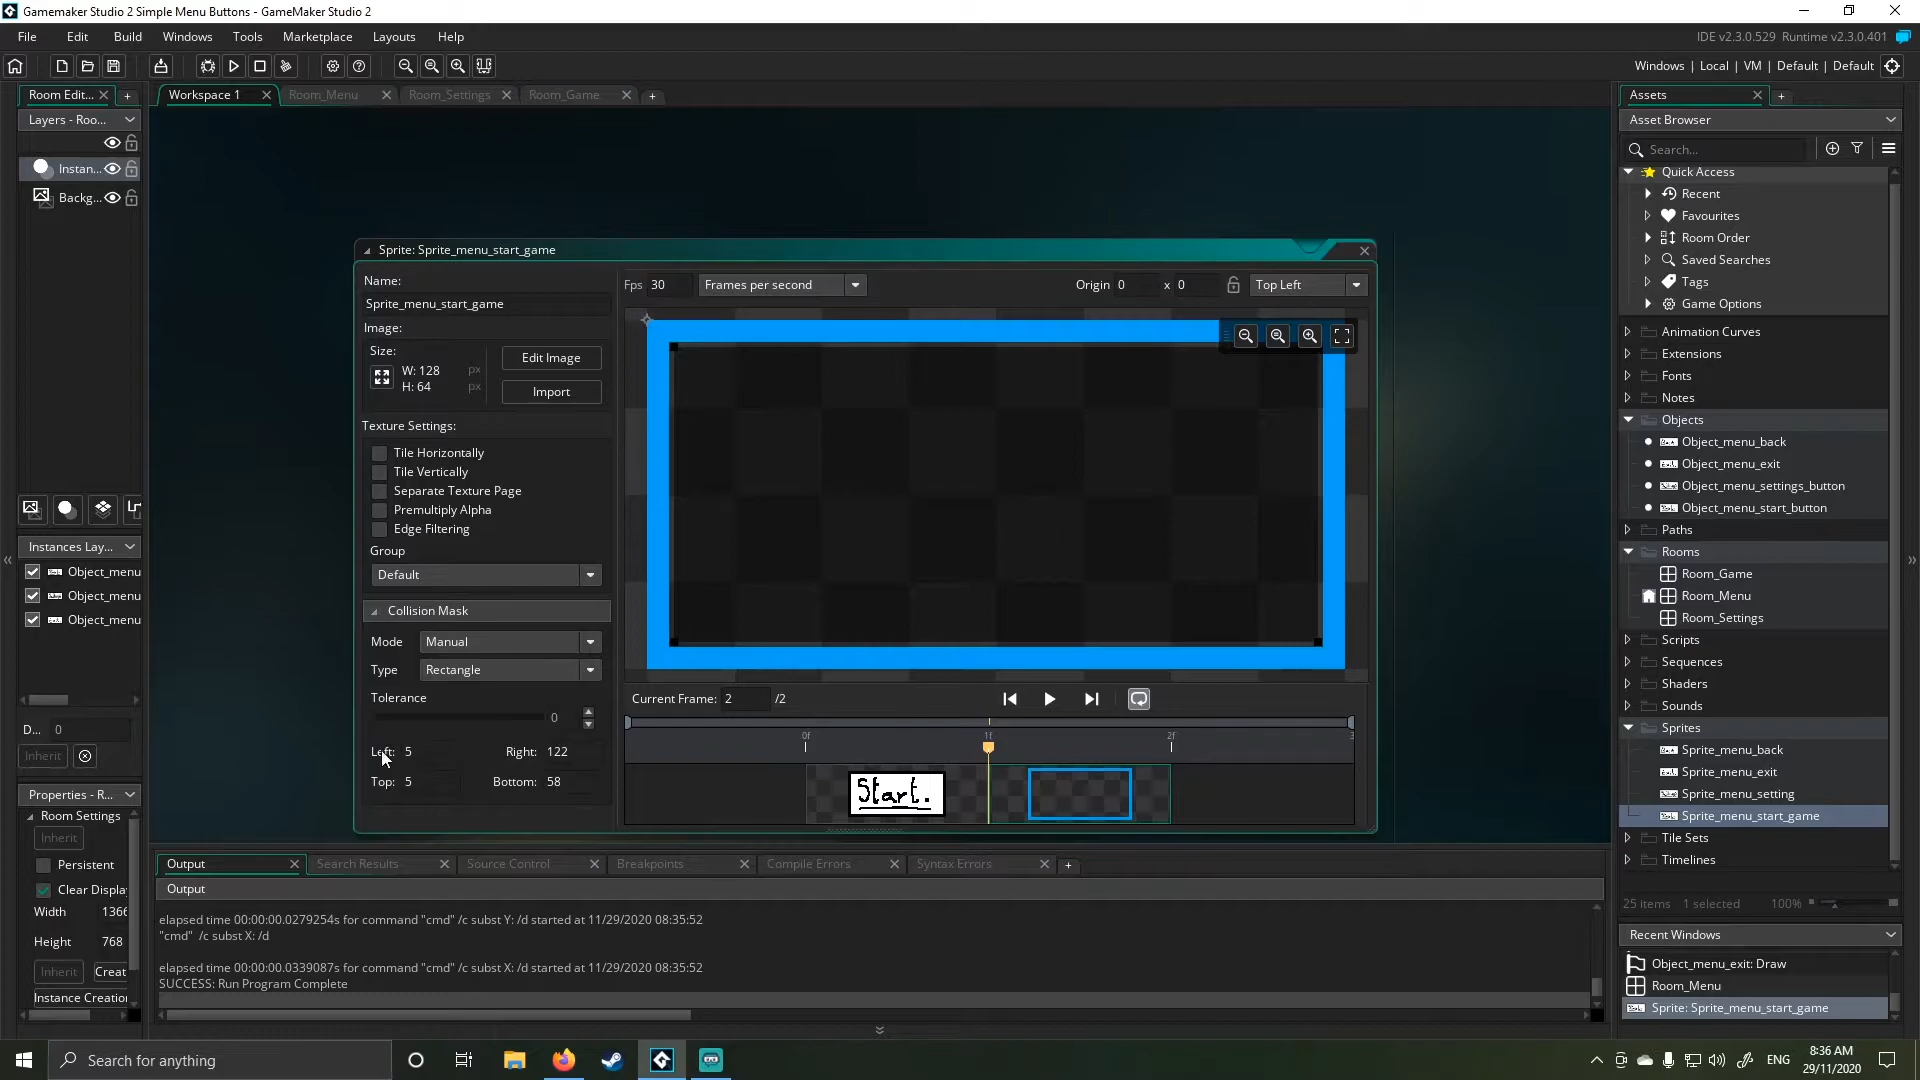 Gamemaker Studio 2 Simple Menu Buttons - GameMaker Studio 2
File Edit Build Windows Tools Marketplace Layouts Help
IDE v2.3.0.529 Runtime v2.3.0.401
Windows | Local | VM | Default | Default
Room Edit...
Workspace 1
Room_Menu
Room_Settings
Room_Game
Layers - Roo...
Instan...
Backg...
Instances Lay...
Object_menu
Object_menu
Object_menu
D... 0
Inherit
Properties - R...
Room Settings
Inherit
Persistent
Clear Display
Width 1366
Height 768
Inherit Creat
Instance Creation
Sprite: Sprite_menu_start_game
Name:
Sprite_menu_start_game
Image:
Size:
W: 128 px
H: 64 px
Edit Image
Import
Texture Settings:
Tile Horizontally
Tile Vertically
Separate Texture Page
Premultiply Alpha
Edge Filtering
Group
Default
Collision Mask
Mode Manual
Type Rectangle
Tolerance
0
Left: 5 Right: 122
Top: 5 Bottom: 58
Fps 30 Frames per second
Origin 0 x 0 Top Left
Current Frame: 2 /2
0f 1f 2f 3
Start.
Output
Search Results
Source Control
Breakpoints
Compile Errors
Syntax Errors
Output
elapsed time 00:00:00.0279254s for command "cmd" /c subst Y: /d started at 11/29/2020 08:35:52
"cmd" /c subst X: /d
elapsed time 00:00:00.0339087s for command "cmd" /c subst X: /d started at 11/29/2020 08:35:52
SUCCESS: Run Program Complete
Assets
Asset Browser
Search...
Quick Access
Recent
Favourites
Room Order
Saved Searches
Tags
Game Options
Animation Curves
Extensions
Fonts
Notes
Objects
Object_menu_back
Object_menu_exit
Object_menu_settings_button
Object_menu_start_button
Paths
Rooms
Room_Game
Room_Menu
Room_Settings
Scripts
Sequences
Shaders
Sounds
Sprites
Sprite_menu_back
Sprite_menu_exit
Sprite_menu_setting
Sprite_menu_start_game
Tile Sets
Timelines
25 items 1 selected 100%
Recent Windows
Object_menu_exit: Draw
Room_Menu
Sprite: Sprite_menu_start_game
Search for anything
ENG
8:36 AM
29/11/2020